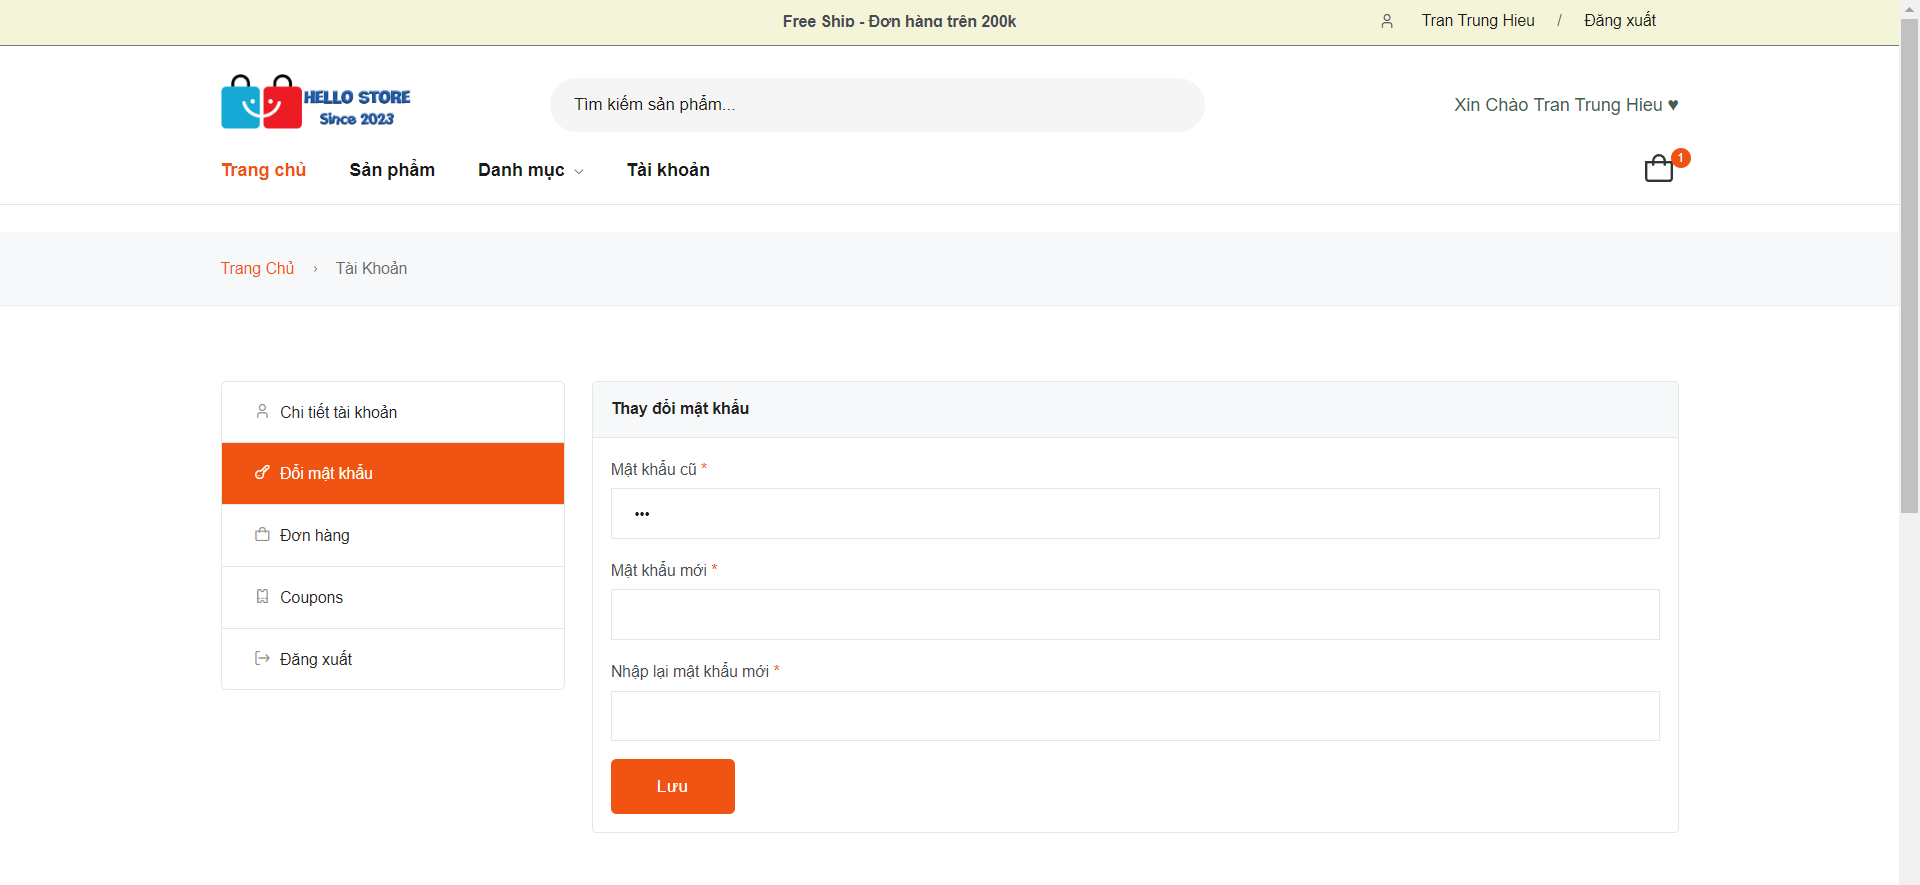 Free Ship - Đơn hàng trên 200k
Tran Trung Hieu / Đăng xuất
HELLO STORE
Since 2023
Tìm kiếm sản phẩm...
Xin Chào Tran Trung Hieu ♥
Trang chủ Sản phẩm Danh mục Tài khoản
1
Trang Chủ › Tài Khoản
Chi tiết tài khoản
Đổi mật khẩu
Đơn hàng
Coupons
Đăng xuất
Thay đổi mật khẩu
Mật khẩu cũ *
•••
Mật khẩu mới *
Nhập lại mật khẩu mới *
Lưu